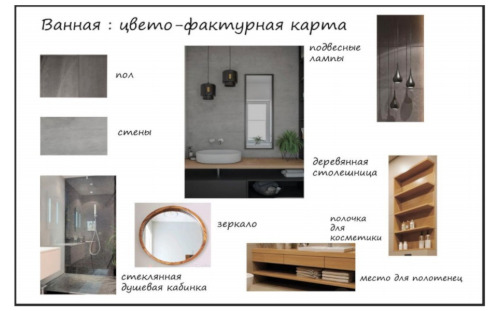 Ванная : цвето-фактурная карта
подвесные
лампы
пол
стены
деревянная
столешница
зеркало
полочка
для
косметики
стеклянная
душевая кабинка
место для полотенец